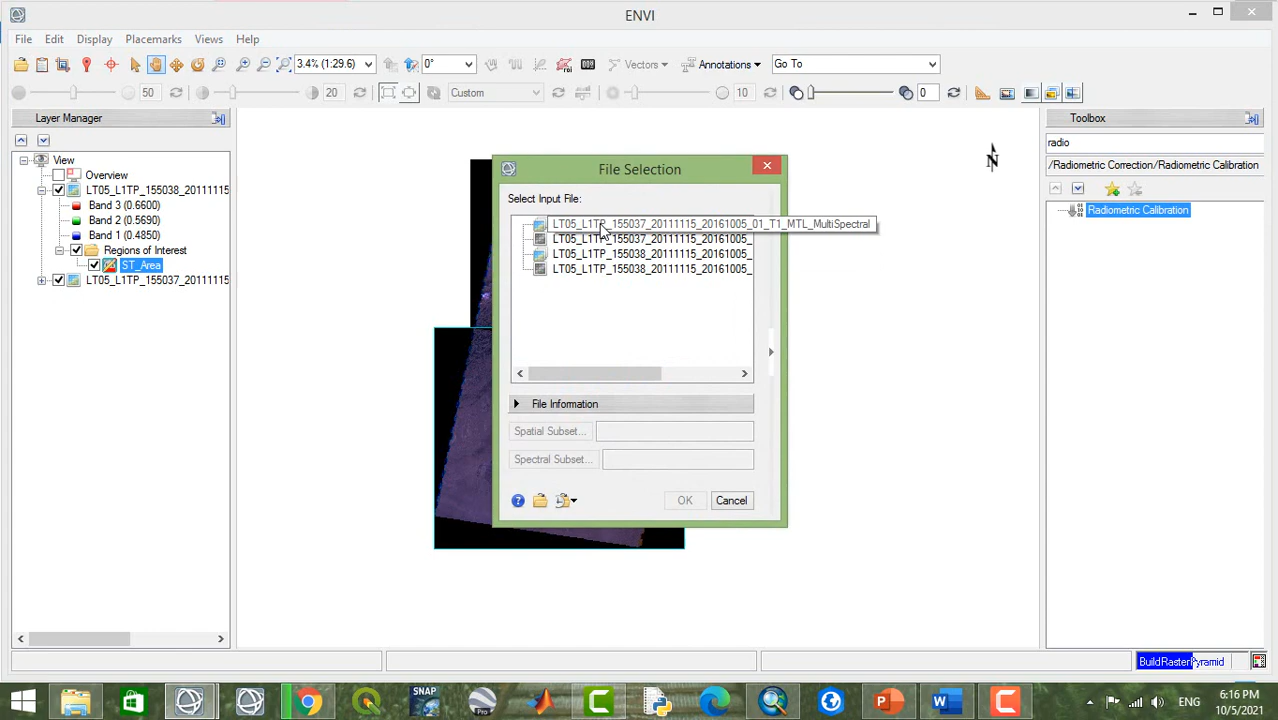 ENVI
File Edit Display Placemarks Views Help
3.4% (1:29.6) 0° Vectors Annotations Go To
50 20 Custom 10 0
Layer Manager
View
Overview
LT05_L1TP_155038_20111115
Band 3 (0.6600)
Band 2 (0.5690)
Band 1 (0.4850)
Regions of Interest
ST_Area
LT05_L1TP_155037_20111115
N
File Selection
Select Input File:
LT05_L1TP_155037_20111115_20161005_01_T1_MTL_MultiSpectral
LT05_L1TP_155037_20111115_20161005_
LT05_L1TP_155038_20111115_20161005_
LT05_L1TP_155038_20111115_20161005_
File Information
Spatial Subset...
Spectral Subset...
OK Cancel
Toolbox
radio
/Radiometric Correction/Radiometric Calibration
Radiometric Calibration
BuildRasterPyramid
SNAP
Pro
ENG
6:16 PM
10/5/2021